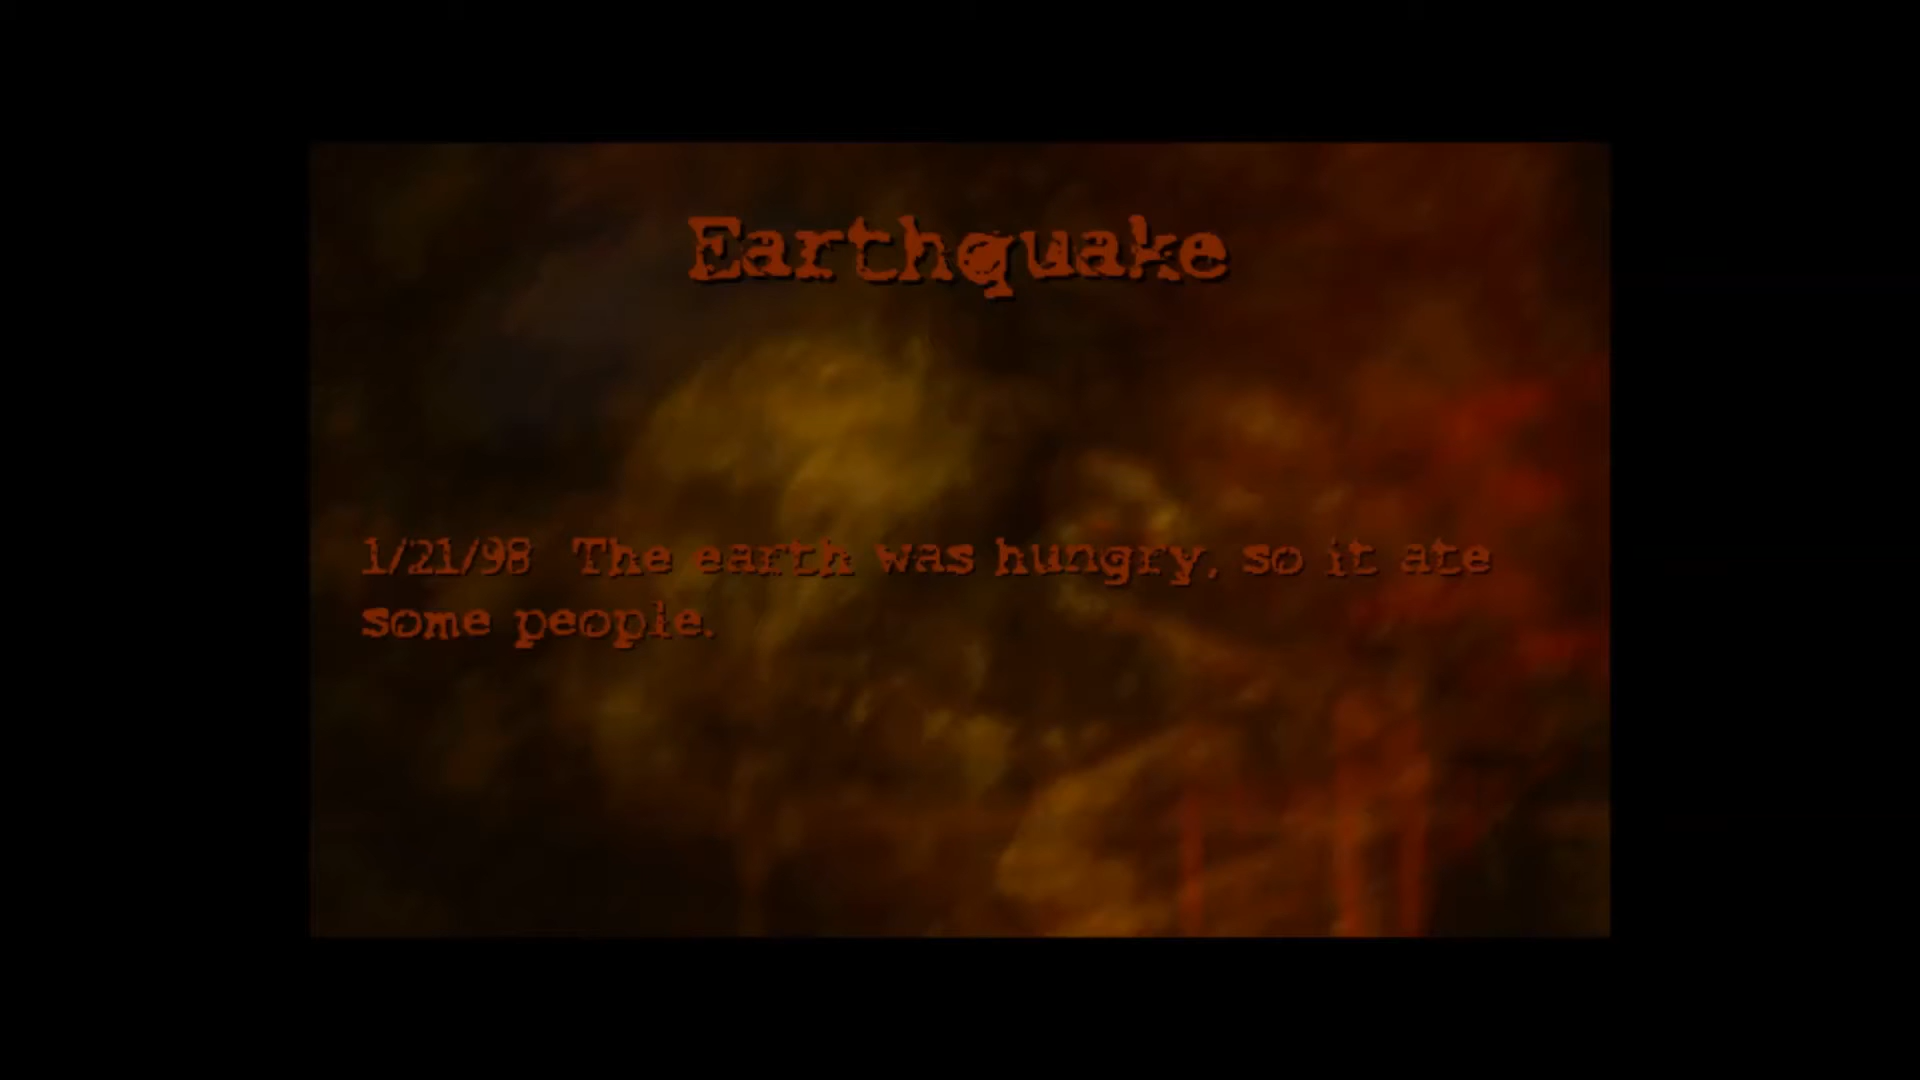 Earthquake
1/21/98 The earth was hungry, so it ate
some people.